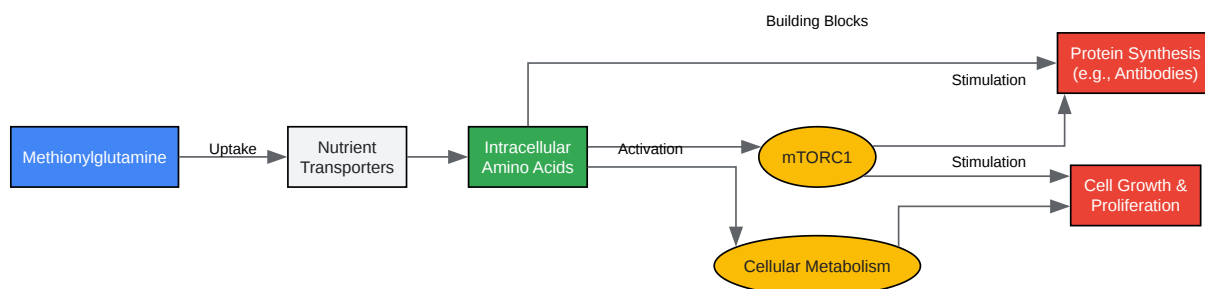 Building Blocks
Protein Synthesis
(e.g., Antibodies)
Stimulation
Methionylglutamine
Uptake
Nutrient
Transporters
Intracellular
Amino Acids
Activation
mTORC1
Stimulation
Cell Growth &
Proliferation
Cellular Metabolism